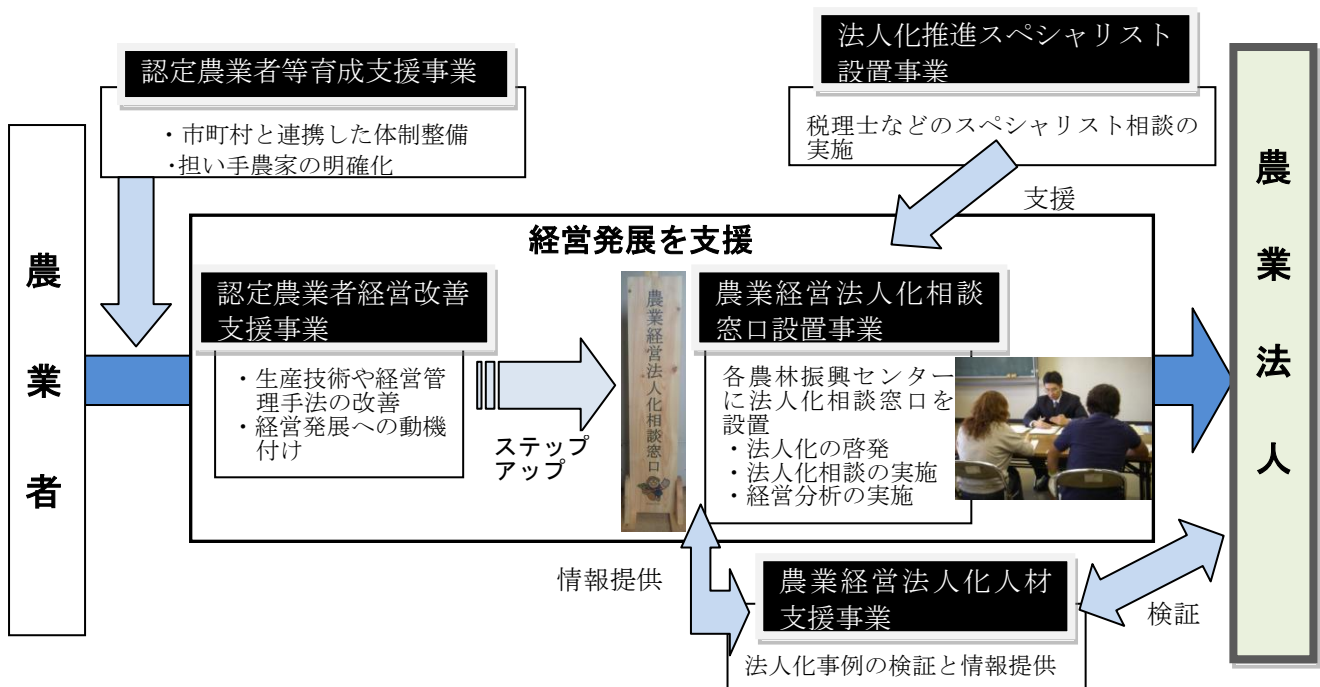 認定農業者等育成支援事業
・市町村と連携した体制整備
・担い手農家の明確化
法人化推進スペシャリスト
設置事業
税理士などのスペシャリスト相談の
実施
支援
農業者
経営発展を支援
認定農業者経営改善
支援事業
・生産技術や経営管
理手法の改善
・経営発展への動機
付け
ステップ
アップ
農業経営法人化相談窓口
農業経営法人化相談
窓口設置事業
各農林振興センター
に法人化相談窓口を
設置
・法人化の啓発
・法人化相談の実施
・経営分析の実施
農業法人
情報提供
農業経営法人化人材
支援事業
法人化事例の検証と情報提供
検証